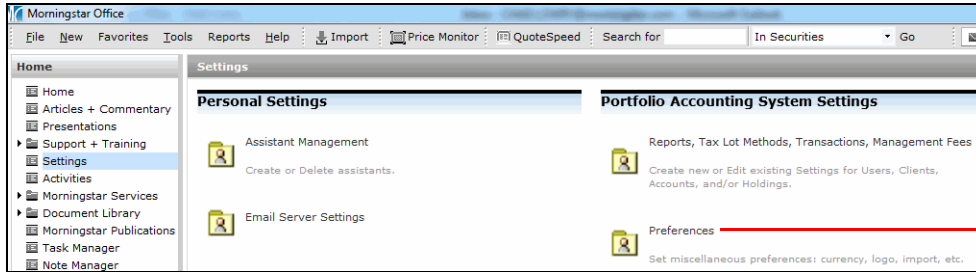 Morningstar Office
File New Favorites Tools Reports Help Import Price Monitor QuoteSpeed Search for In Securities Go
Home
Settings
Home
Articles + Commentary
Presentations
Support + Training
Settings
Activities
Morningstar Services
Document Library
Morningstar Publications
Task Manager
Note Manager
Personal Settings
Assistant Management
Create or Delete assistants.
Email Server Settings
Portfolio Accounting System Settings
Reports, Tax Lot Methods, Transactions, Management Fees
Create new or Edit existing Settings for Users, Clients,
Accounts, and/or Holdings.
Preferences
Set miscellaneous preferences: currency, logo, import, etc.